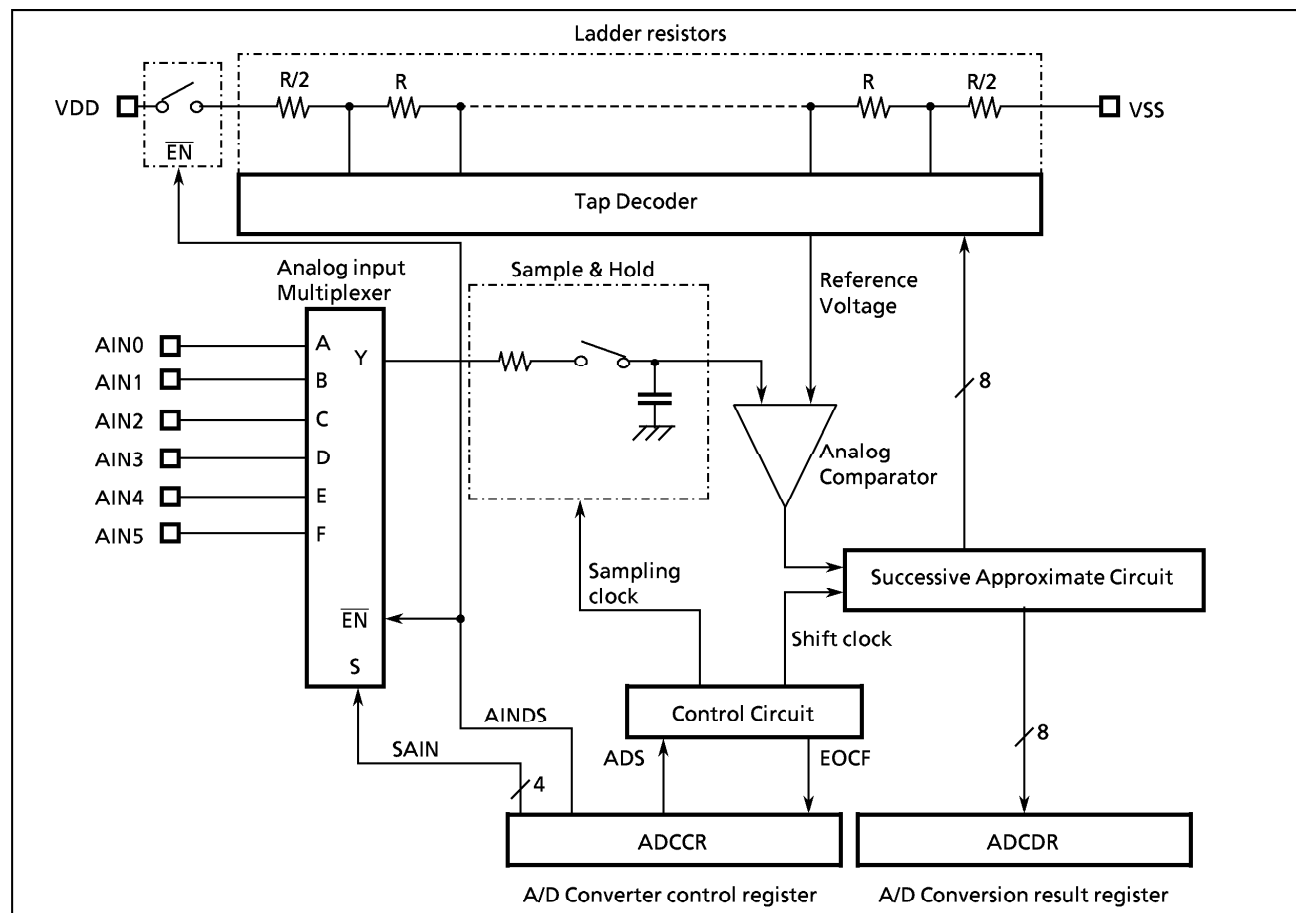 Ladder resistors
R/2
R
R
R/2
VDD
VSS
EN
Tap Decoder
Analog input
Multiplexer
Sample & Hold
Reference
Voltage
AIN0
A
Y
AIN1
B
8
AIN2
C
AIN3
D
Analog
Comparator
AIN4
E
AIN5
F
Sampling
clock
Successive Approximate Circuit
EN
Shift clock
S
AINDS
Control Circuit
SAIN
ADS
EOCF
8
4
ADCCR
ADCDR
A/D Converter control register
A/D Conversion result register